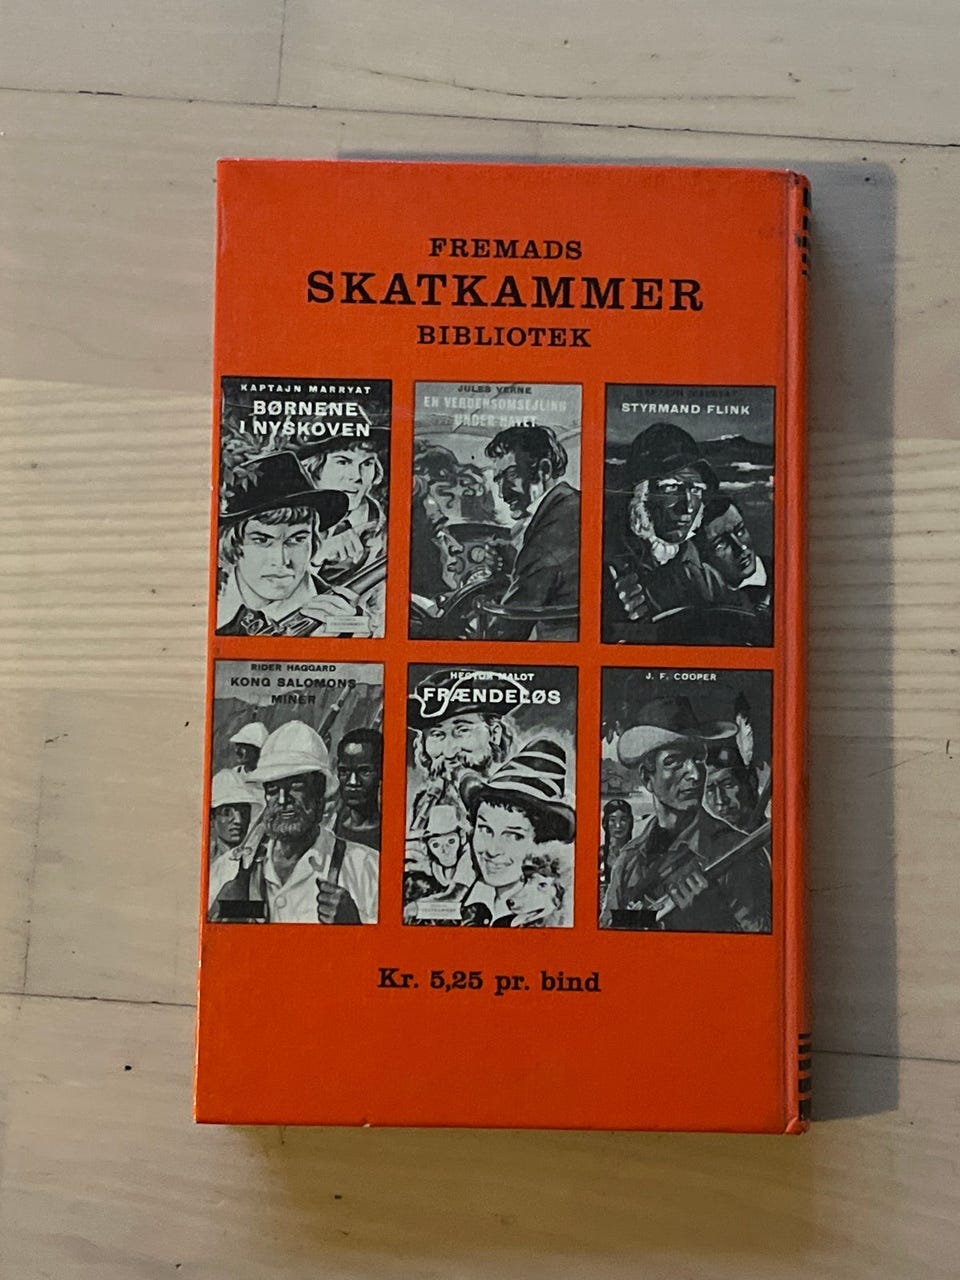 FREMADS
SKATKAMMER
BIBLIOTEK
KAPTAJN MARRYAT
BØRNENE
I NYSKOVEN
JULES VERNE
EN VERDENSOMSEJLING
UNDER HAVET
STYRMAND FLINK
RIDER HAGGARD
KONG SALOMONS
MINER
HECTOR MALOT
FRÆNDELØS
J. F. COOPER
Kr. 5,25 pr. bind